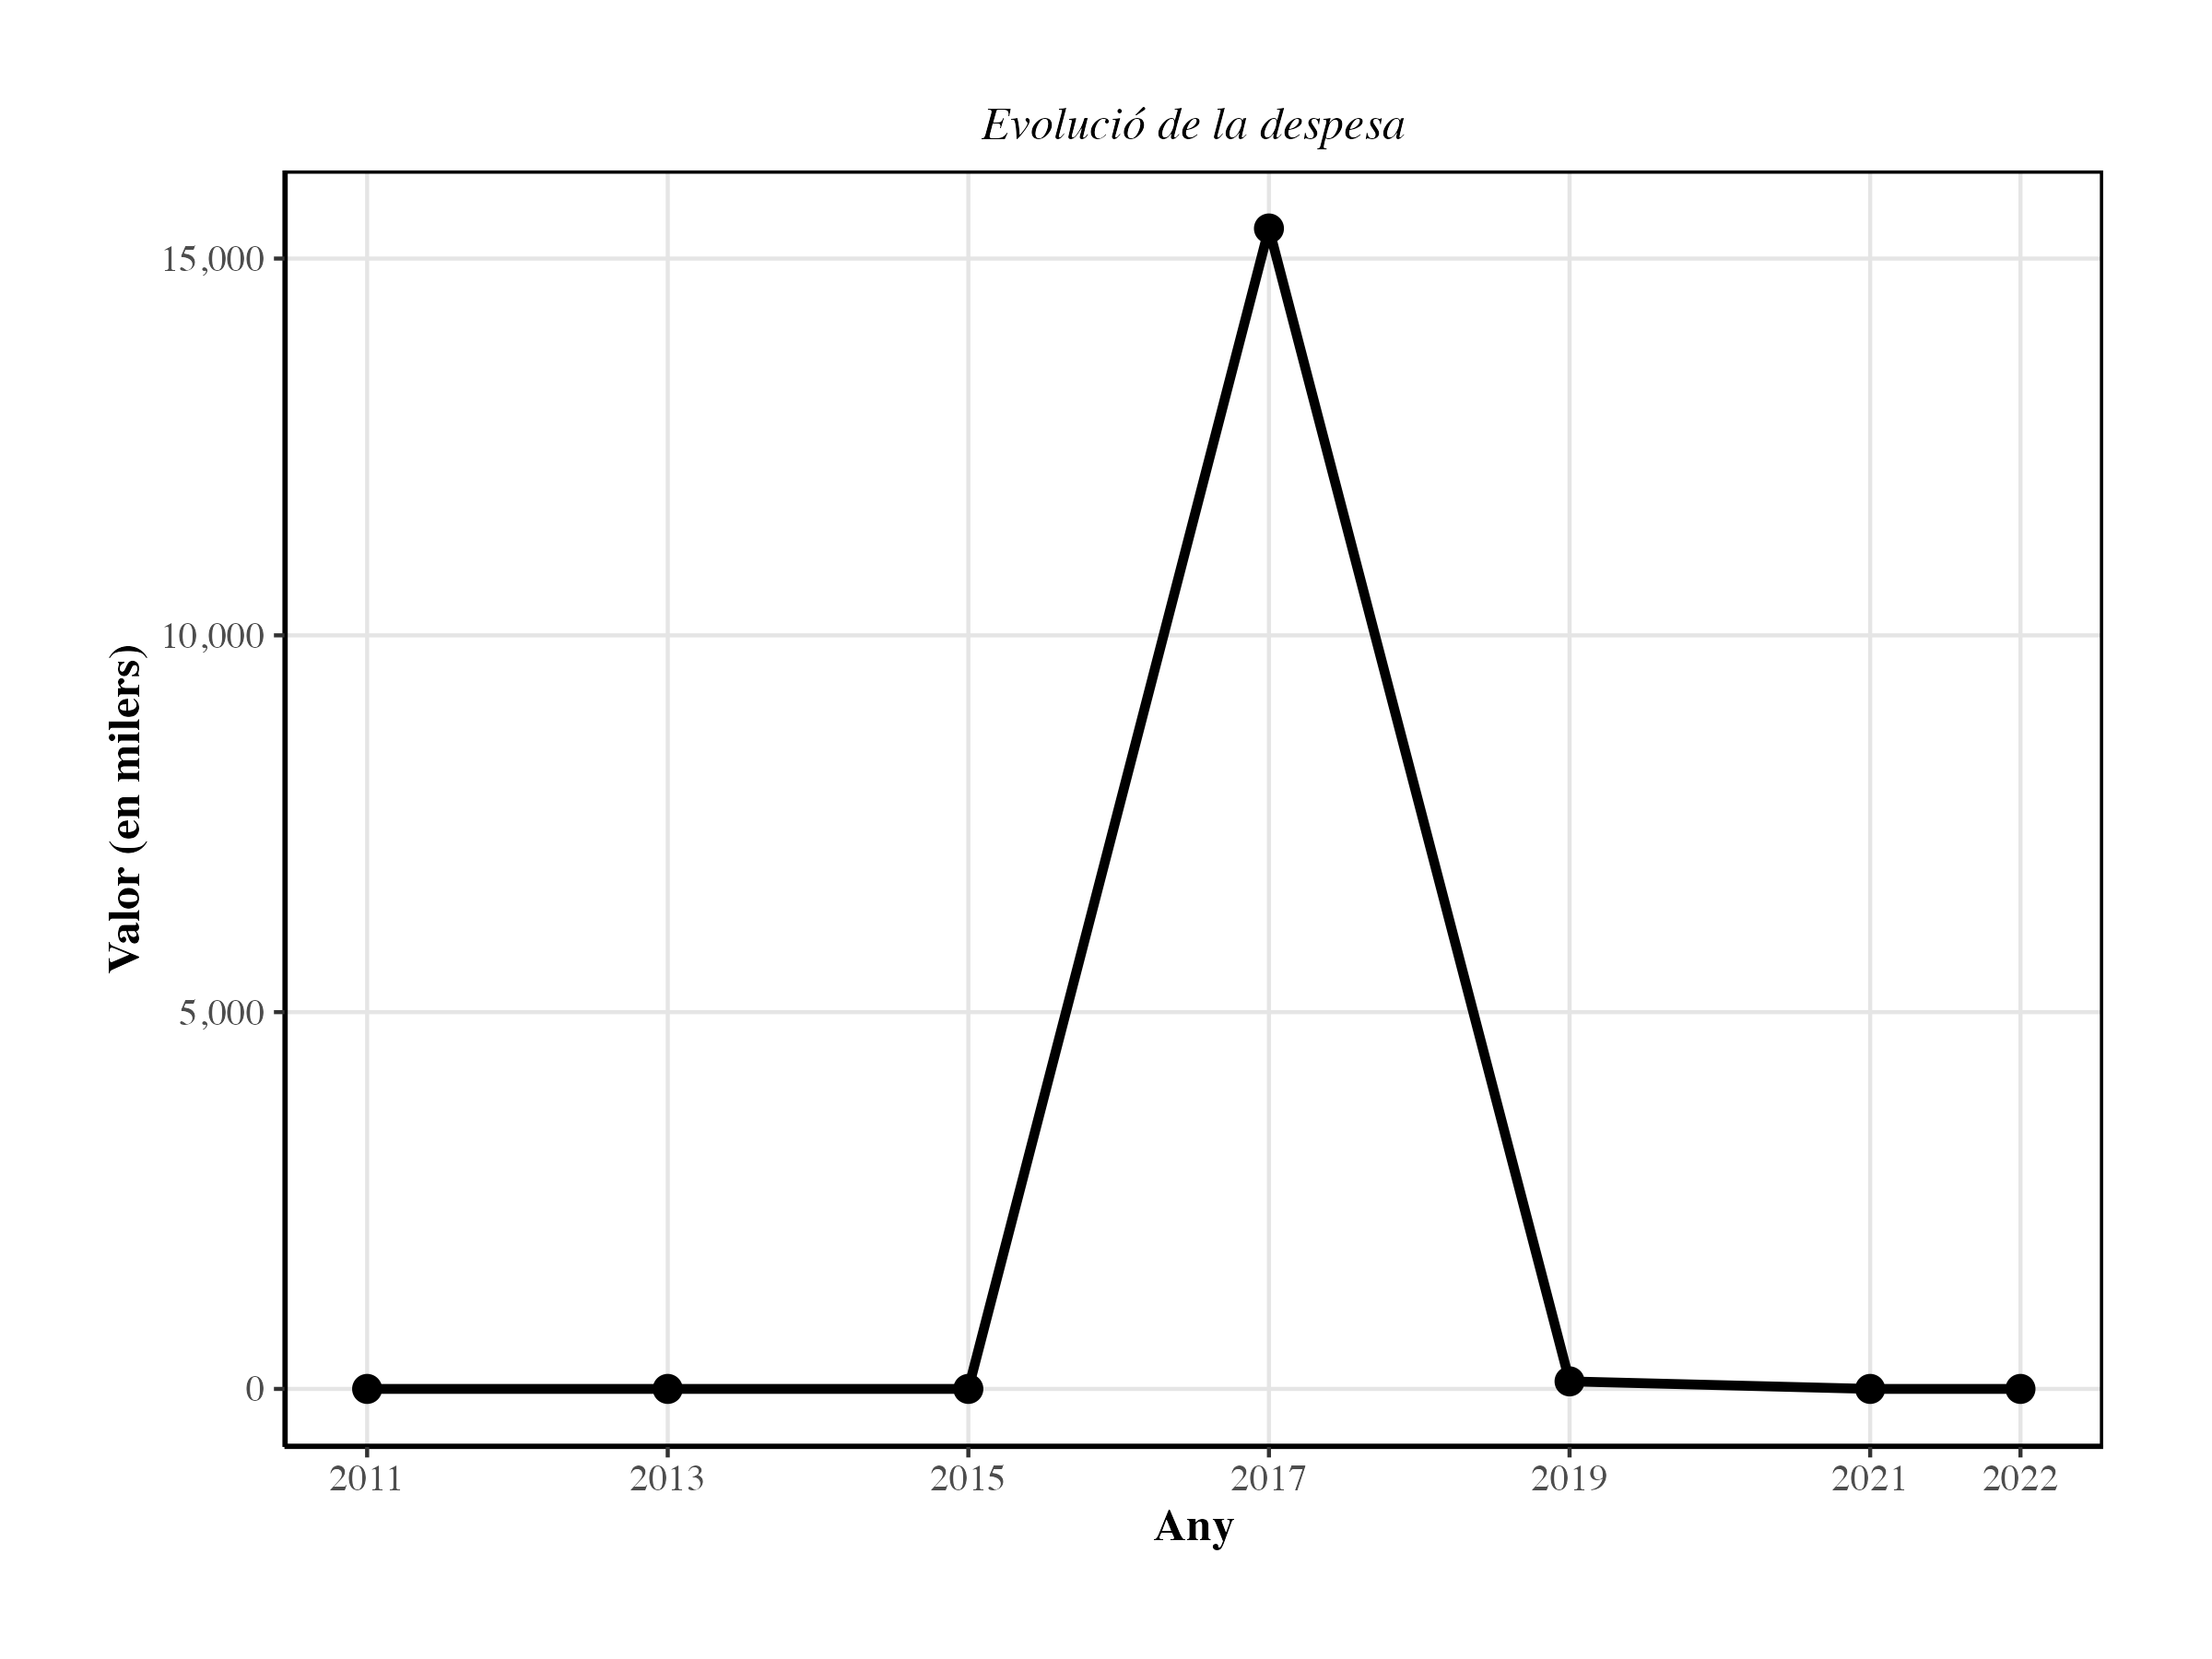 Evolució de la despesa
Valor (en milers)
15,000
10,000
5,000
0
2011 2013 2015 2017 2019 2021 2022
Any